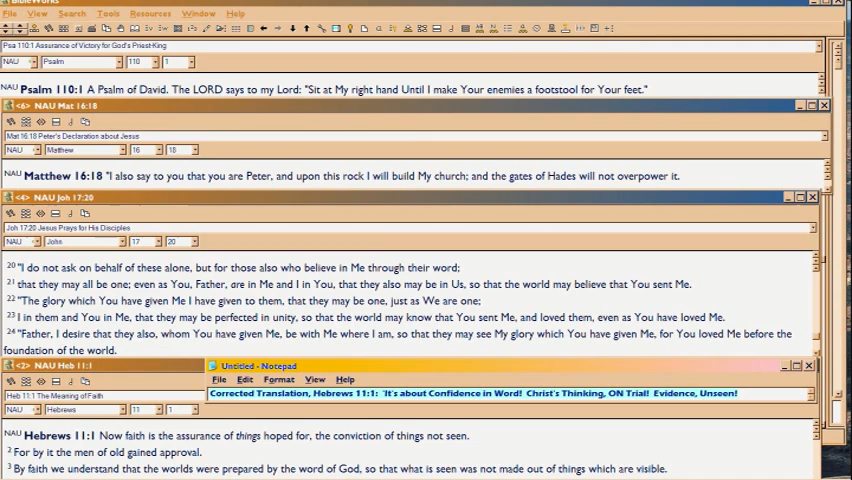 BibleWorks
File View Search Tools Resources Window Help
Psa 110:1 Assurance of Victory for God's Priest-King
NAU Psalm 110 1
NAU Psalm 110:1 A Psalm of David. The LORD says to my Lord: "Sit at My right hand Until I make Your enemies a footstool for Your feet."
<6> NAU Mat 16:18
Mat 16:18 Peter's Declaration about Jesus
NAU Matthew 16 18
NAU Matthew 16:18 "I also say to you that you are Peter, and upon this rock I will build My church; and the gates of Hades will not overpower it.
<4> NAU Joh 17:20
Joh 17:20 Jesus Prays for His Disciples
NAU John 17 20
20 "I do not ask on behalf of these alone, but for those also who believe in Me through their word;
21 that they may all be one; even as You, Father, are in Me and I in You, that they also may be in Us, so that the world may believe that You sent Me.
22 "The glory which You have given Me I have given to them, that they may be one, just as We are one;
23 I in them and You in Me, that they may be perfected in unity, so that the world may know that You sent Me, and loved them, even as You have loved Me.
24 "Father, I desire that they also, whom You have given Me, be with Me where I am, so that they may see My glory which You have given Me, for You loved Me before the
foundation of the world.
<2> NAU Heb 11:1
Untitled - Notepad
File Edit Format View Help
Corrected Translation, Hebrews 11:1: 'It's about Confidence in Word! Christ's Thinking, ON Trial! Evidence, Unseen!
Heb 11:1 The Meaning of Faith
NAU Hebrews 11 1
NAU Hebrews 11:1 Now faith is the assurance of things hoped for, the conviction of things not seen.
2 For by it the men of old gained approval.
3 By faith we understand that the worlds were prepared by the word of God, so that what is seen was not made out of things which are visible.